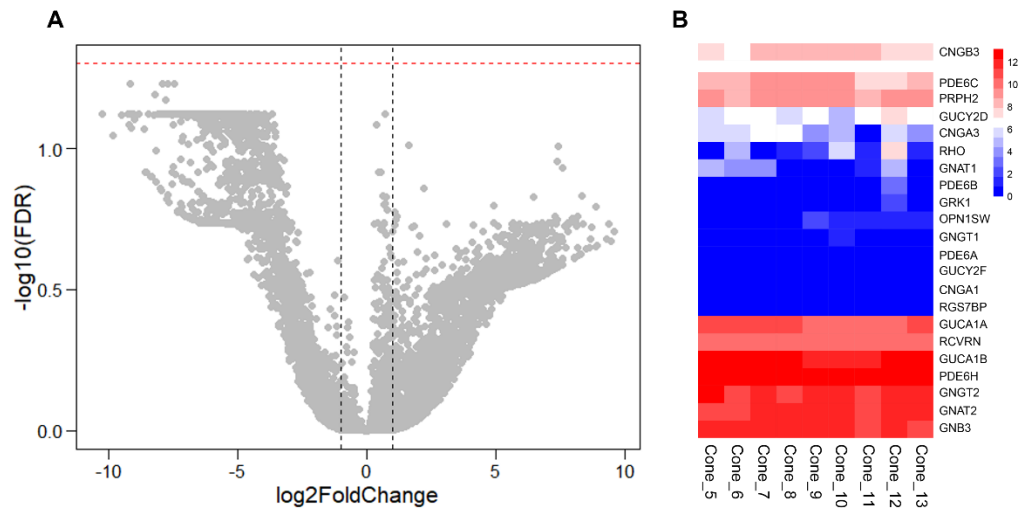 A
-log10(FDR)
1.0
0.5
0.0
-10
-5
0
5
10
log2FoldChange
B
CNGB3
PDE6C
PRPH2
GUCY2D
CNGA3
RHO
GNAT1
PDE6B
GRK1
OPN1SW
GNGT1
PDE6A
GUCY2F
CNGA1
RGS7BP
GUCA1A
RCVRN
GUCA1B
PDE6H
GNGT2
GNAT2
GNB3
Cone_5
Cone_6
Cone_7
Cone_8
Cone_9
Cone_10
Cone_11
Cone_12
Cone_13
12
10
8
6
4
2
0